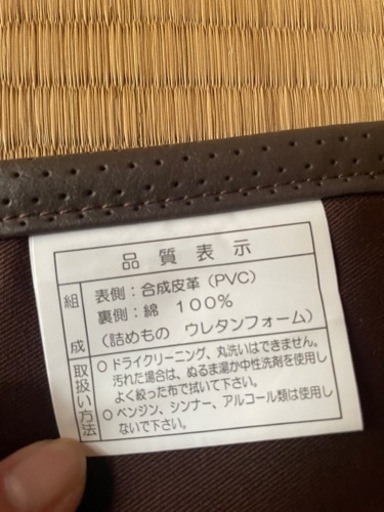 品質表示
組成
表側：合成皮革（PVC）
裏側：綿 100%
（詰めもの ウレタンフォーム）
取扱い方法
○ドライクリーニング、丸洗いはできません。
汚れた場合は、ぬるま湯か中性洗剤を使用し
よく絞った布で拭いて下さい。
○ベンジン、シンナー、アルコール類は使用し
ないで下さい。